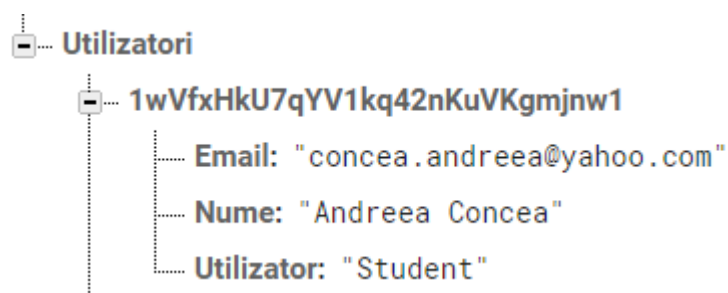 Utilizatori
1wVfxHkU7qYV1kq42nKuVKgmjnw1
Email: "concea.andreea@yahoo.com"
Nume: "Andreea Concea"
Utilizator: "Student"